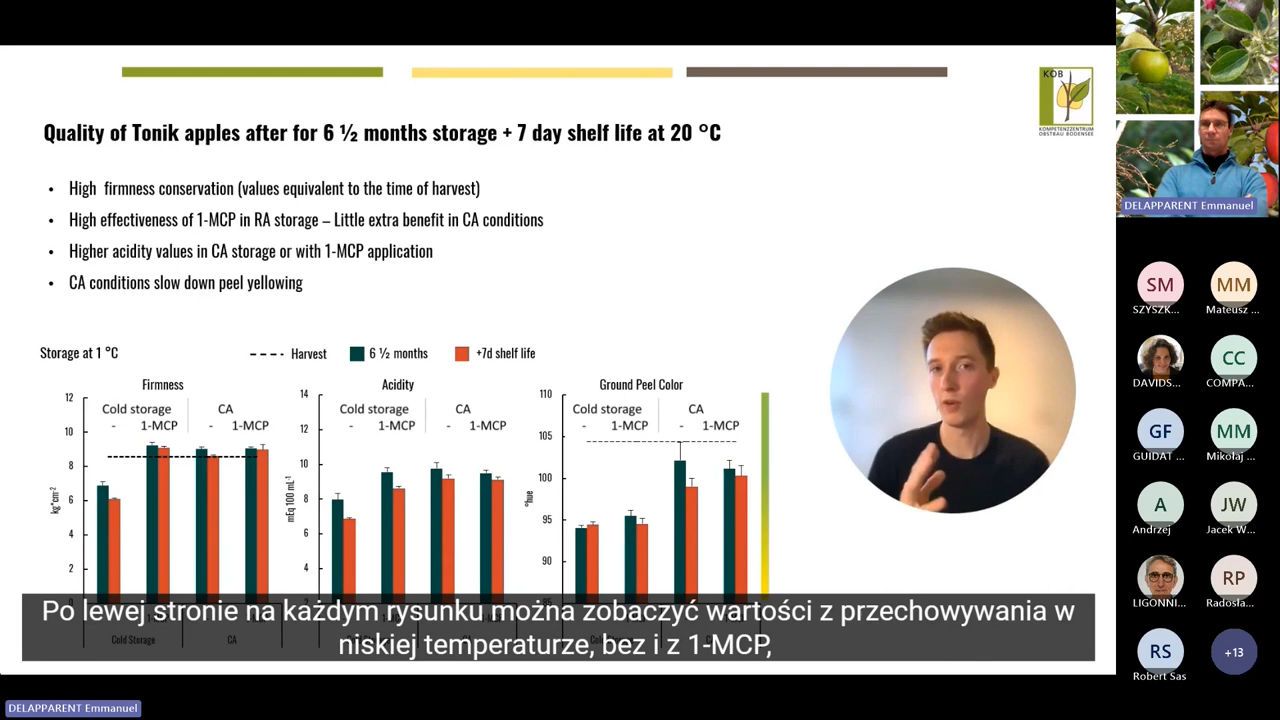 KOB
KOMPETENZZENTRUM
OBSTBAU BODENSEE
Quality of Tonik apples after for 6 ½ months storage + 7 day shelf life at 20 °C
• High firmness conservation (values equivalent to the time of harvest)
• High effectiveness of 1-MCP in RA storage – Little extra benefit in CA conditions
• Higher acidity values in CA storage or with 1-MCP application
• CA conditions slow down peel yellowing
Storage at 1 °C
Harvest
6 ½ months
+7d shelf life
Firmness
Cold storage CA
- 1-MCP - 1-MCP
12
10
8
6
4
2
kg*cm-2
Cold Storage CA
Acidity
Cold storage CA
- 1-MCP - 1-MCP
14
12
10
8
6
4
mEq 100 mL-1
Ground Peel Color
Cold storage CA
- 1-MCP - 1-MCP
110
105
100
95
90
°hue
Po lewej stronie na każdym rysunku można zobaczyć wartości z przechowywania w
niskiej temperaturze, bez i z 1-MCP,
DELAPPARENT Emmanuel
DELAPPARENT Emmanuel
SM
SZYSZK...
MM
Mateusz ...
DAVIDS...
CC
COMPA...
GF
GUIDAT ...
MM
Mikołaj ...
A
Andrzej
JW
Jacek W...
LIGONNI...
RP
Radosła...
RS
Robert Sas
+13